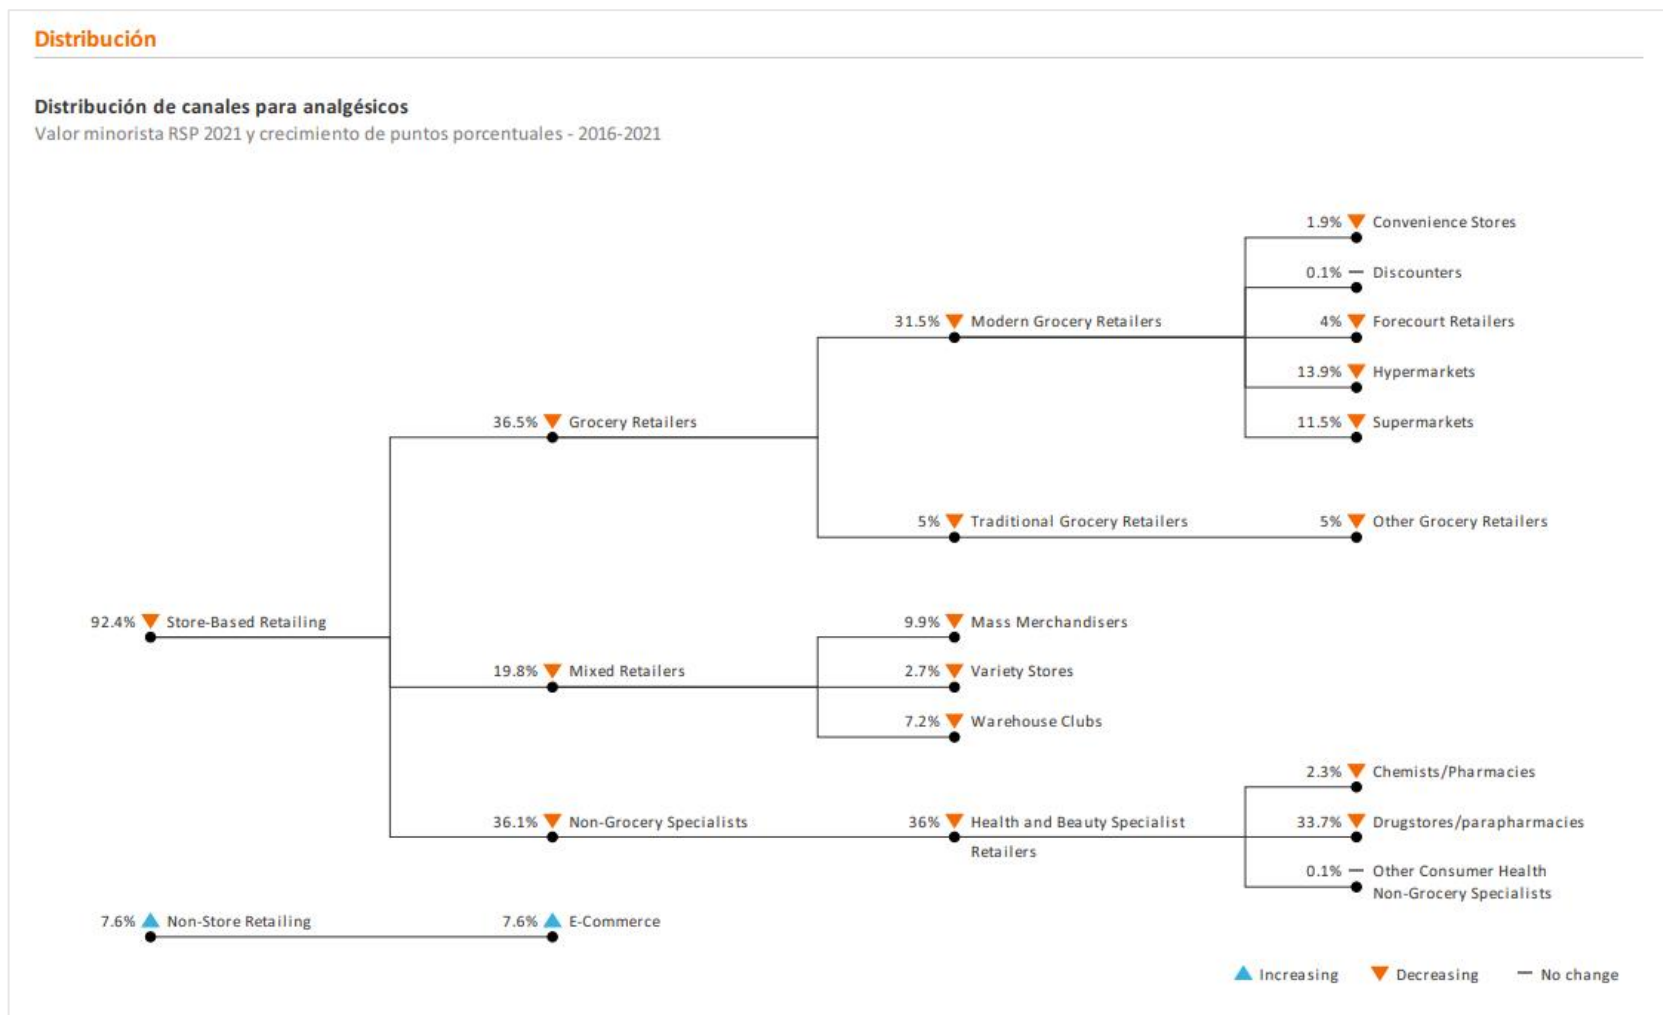 Distribución
Distribución de canales para analgésicos
Valor minorista RSP 2021 y crecimiento de puntos porcentuales - 2016-2021
1.9% Convenience Stores
0.1% Discounters
31.5% Modern Grocery Retailers
4% Forecourt Retailers
13.9% Hypermarkets
36.5% Grocery Retailers
11.5% Supermarkets
5% Traditional Grocery Retailers
5% Other Grocery Retailers
92.4% Store-Based Retailing
9.9% Mass Merchandisers
19.8% Mixed Retailers
2.7% Variety Stores
7.2% Warehouse Clubs
2.3% Chemists/Pharmacies
36.1% Non-Grocery Specialists
36% Health and Beauty Specialist
Retailers
33.7% Drugstores/parapharmacies
0.1% Other Consumer Health
Non-Grocery Specialists
7.6% Non-Store Retailing
7.6% E-Commerce
Increasing
Decreasing
No change